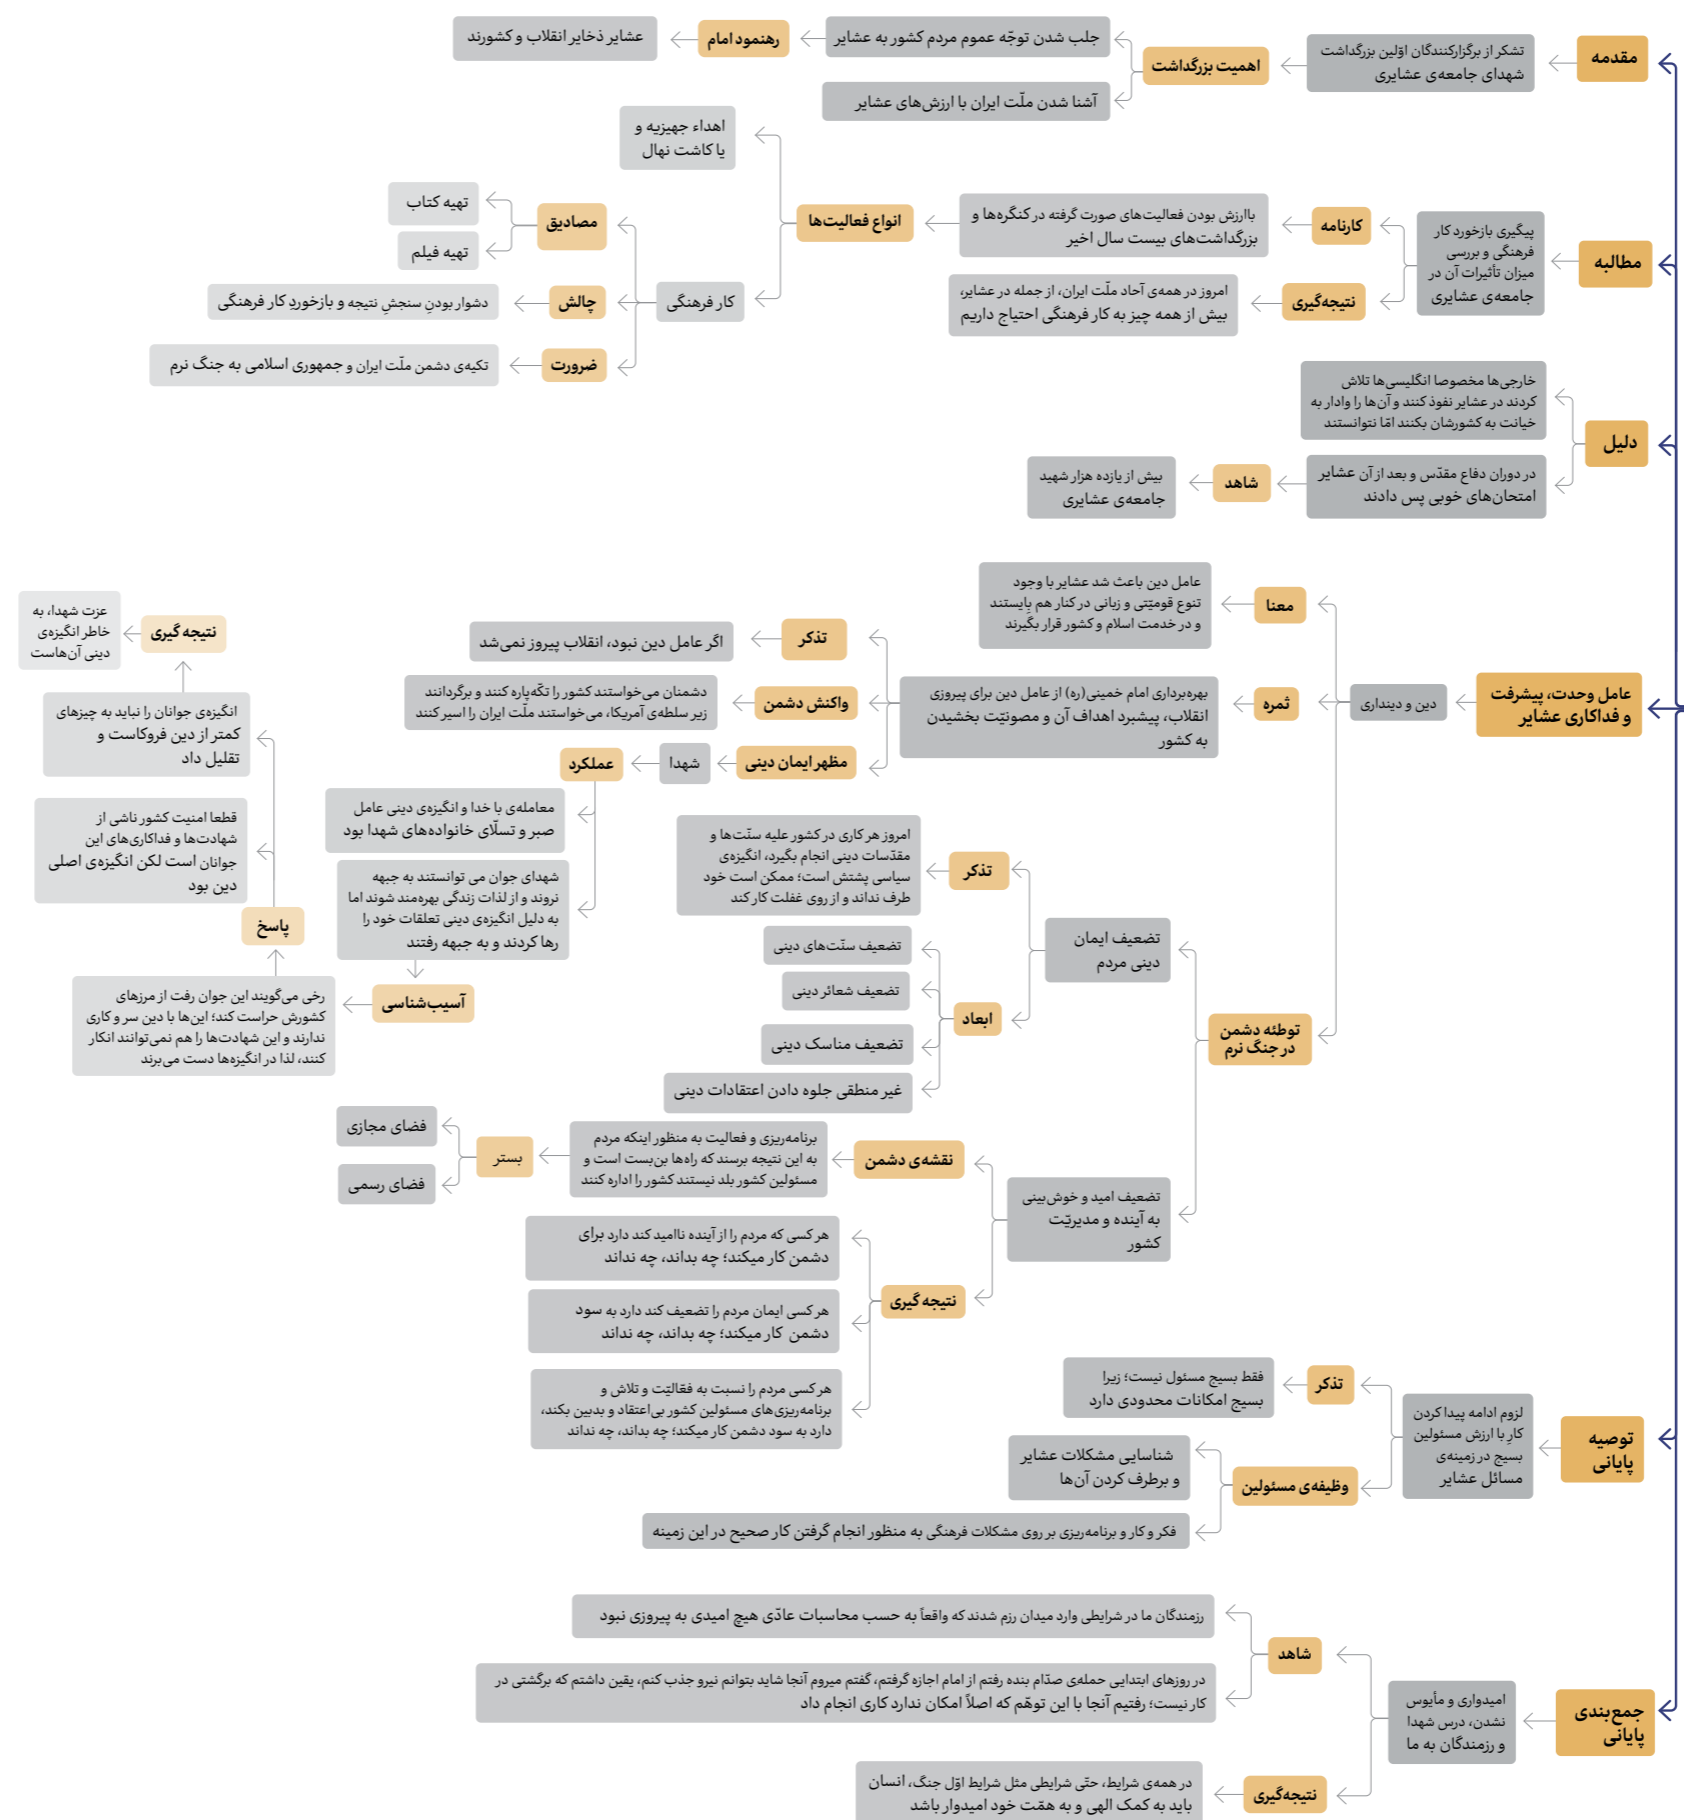 مقدمه
تشکر از برگزارکنندگان اوّلین بزرگداشت
شهدای جامعه‌ی عشایری
اهمیت بزرگداشت
جلب شدن توجّه عموم مردم کشور به عشایر
رهنمود امام
عشایر ذخایر انقلاب و کشورند
آشنا شدن ملّت ایران با ارزش‌های عشایر
مطالبه
پیگیری بازخورد کار
فرهنگی و بررسی
میزان تأثیرات آن در
جامعه‌ی عشایری
کارنامه
باارزش بودن فعالیت‌های صورت گرفته در کنگره‌ها و
بزرگداشت‌های بیست سال اخیر
انواع فعالیت‌ها
اهداء جهیزیه و
یا کاشت نهال
کار فرهنگی
مصادیق
تهیه کتاب
تهیه فیلم
چالش
دشوار بودنِ سنجشِ نتیجه و بازخوردِ کار فرهنگی
ضرورت
تکیه‌ی دشمن ملّت ایران و جمهوری اسلامی به جنگ نرم
نتیجه‌گیری
امروز در همه‌ی آحاد ملّت ایران، از جمله در عشایر،
بیش از همه چیز به کار فرهنگی احتیاج داریم
دلیل
خارجی‌ها مخصوصا انگلیسی‌ها تلاش
کردند در عشایر نفوذ کنند و آن‌ها را وادار به
خیانت به کشورشان بکنند امّا نتوانستند
در دوران دفاع مقدّس و بعد از آن عشایر
امتحان‌های خوبی پس دادند
شاهد
بیش از یازده هزار شهید
جامعه‌ی عشایری
عامل وحدت، پیشرفت
و فداکاری عشایر
دین و دینداری
معنا
عامل دین باعث شد عشایر با وجود
تنوع قومیّتی و زبانی در کنار هم بِایستند
و در خدمت اسلام و کشور قرار بگیرند
ثمره
بهره‌برداری امام خمینی(ره) از عامل دین برای پیروزی
انقلاب، پیشبرد اهداف آن و مصونیّت بخشیدن
به کشور
تذکر
اگر عامل دین نبود، انقلاب پیروز نمی‌شد
واکنش دشمن
دشمنان می‌خواستند کشور را تکّه‌پاره کنند و برگردانند
زیر سلطه‌ی آمریکا، می‌خواستند ملّت ایران را اسیر کنند
مظهر ایمان دینی
شهدا
عملکرد
معامله‌ی با خدا و انگیزه‌ی دینی عامل
صبر و تسلّای خانواده‌های شهدا بود
شهدای جوان می توانستند به جبهه
نروند و از لذات زندگی بهره‌مند شوند اما
به دلیل انگیزه‌ی دینی تعلقات خود را
رها کردند و به جبهه رفتند
آسیب‌شناسی
رخی می‌گویند این جوان رفت از مرزهای
کشورش حراست کند؛ این‌ها با دین سر و کاری
ندارند و این شهادت‌ها را هم نمی‌توانند انکار
کنند، لذا در انگیزه‌ها دست می‌برند
پاسخ
قطعا امنیت کشور ناشی از
شهادت‌ها و فداکاری‌های این
جوانان است لکن انگیزه‌ی اصلی
دین بود
انگیزه‌ی جوانان را نباید به چیزهای
کمتر از دین فروکاست و
تقلیل داد
نتیجه گیری
عزت شهدا، به
خاطر انگیزه‌ی
دینی آن‌هاست
توطئه دشمن
در جنگ نرم
تضعیف ایمان
دینی مردم
تذکر
امروز هر کاری در کشور علیه سنّت‌ها و
مقدّسات دینی انجام بگیرد، انگیزه‌ی
سیاسی پشتش است؛ ممکن است خود
طرف نداند و از روی غفلت کار کند
ابعاد
تضعیف سنّت‌های دینی
تضعیف شعائر دینی
تضعیف مناسک دینی
غیر منطقی جلوه دادن اعتقادات دینی
تضعیف امید و خوش‌بینی
به آینده و مدیریّت
کشور
نقشه‌ی دشمن
برنامه‌ریزی و فعالیت به منظور اینکه مردم
به این نتیجه برسند که راه‌ها بن‌بست است و
مسئولین کشور بلد نیستند کشور را اداره کنند
بستر
فضای مجازی
فضای رسمی
نتیجه گیری
هر کسی که مردم را از آینده ناامید کند دارد برای
دشمن کار میکند؛ چه بداند، چه نداند
هر کسی ایمان مردم را تضعیف کند دارد به سود
دشمن کار میکند؛ چه بداند، چه نداند
هر کسی مردم را نسبت به فعّالیّت و تلاش و
برنامه‌ریزی‌های مسئولین کشور بی‌اعتقاد و بدبین بکند،
دارد به سود دشمن کار میکند؛ چه بداند، چه نداند
توصیه
پایانی
لزوم ادامه پیدا کردن
کارِ با ارزش مسئولین
بسیج در زمینه‌ی
مسائل عشایر
تذکر
فقط بسیج مسئول نیست؛ زیرا
بسیج امکانات محدودی دارد
وظیفه‌ی مسئولین
شناسایی مشکلات عشایر
و برطرف کردن آن‌ها
فکر و کار و برنامه‌ریزی بر روی مشکلات فرهنگی به منظور انجام گرفتن کار صحیح در این زمینه
جمع‌بندی
پایانی
امیدواری و مأیوس
نشدن، درس شهدا
و رزمندگان به ما
شاهد
رزمندگان ما در شرایطی وارد میدان رزم شدند که واقعاً به حسب محاسبات عادّی هیچ امیدی به پیروزی نبود
در روزهای ابتدایی حمله‌ی صدّام بنده رفتم از امام اجازه گرفتم، گفتم میروم آنجا شاید بتوانم نیرو جذب کنم، یقین داشتم که برگشتی در
کار نیست؛ رفتیم آنجا با این توهّم که اصلاً امکان ندارد کاری انجام داد
نتیجه‌گیری
در همه‌ی شرایط، حتّی شرایطی مثل شرایط اوّل جنگ، انسان
باید به کمک الهی و به همّت خود امیدوار باشد